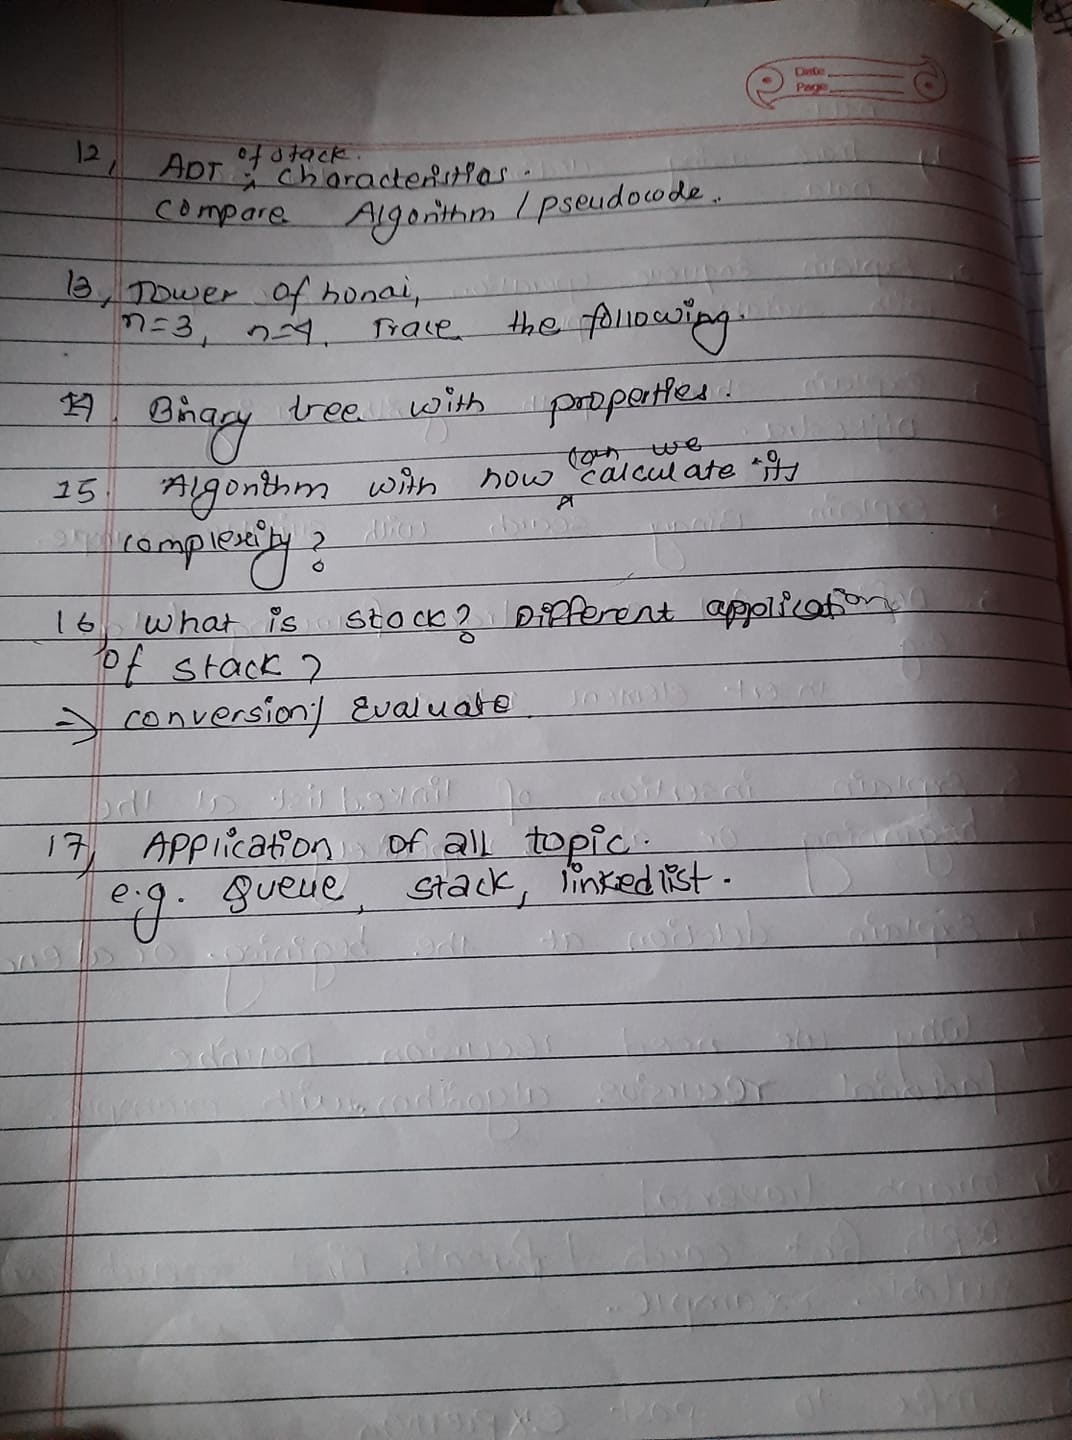 Date
Page
12, ADT of stack.
& characteristics.
compare Algorithm / pseudocode.
13, Tower of honai,
n=3, n=4. Trace the following.
14. Binary tree with properties.
15. Algorithm with how can we calculate its
complexity?
16, What is stack? Different application
of stack?
=> conversion/ Evaluate.
17, Application of all topic.
e.g. Queue, stack, linked list.